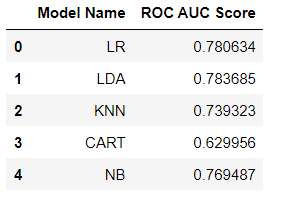 Model Name ROC AUC Score
0 LR 0.780634
1 LDA 0.783685
2 KNN 0.739323
3 CART 0.629956
4 NB 0.769487